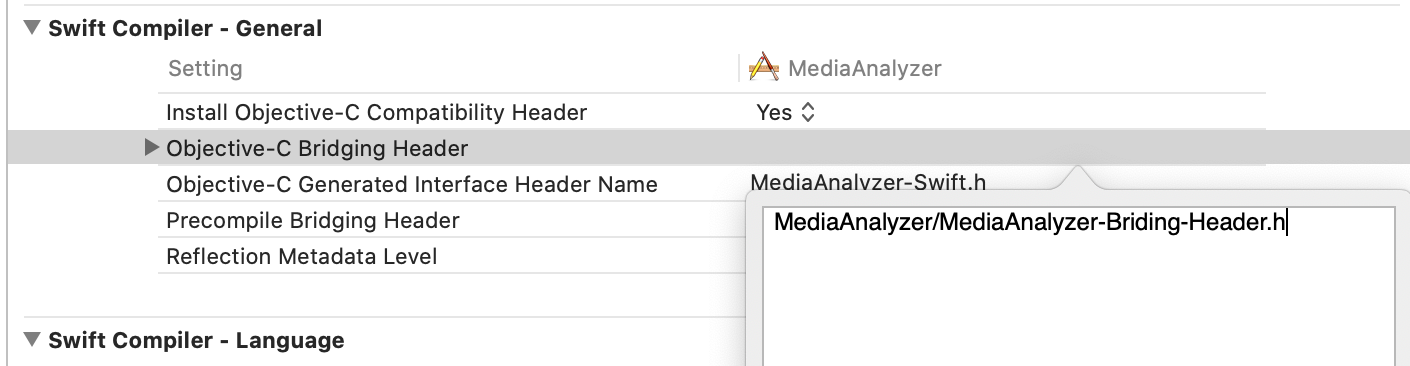 Swift Compiler - General
Setting MediaAnalyzer
Install Objective-C Compatibility Header Yes
Objective-C Bridging Header
Objective-C Generated Interface Header Name MediaAnalyzer-Swift.h
MediaAnalyzer/MediaAnalyzer-Briding-Header.h
Precompile Bridging Header
Reflection Metadata Level
Swift Compiler - Language